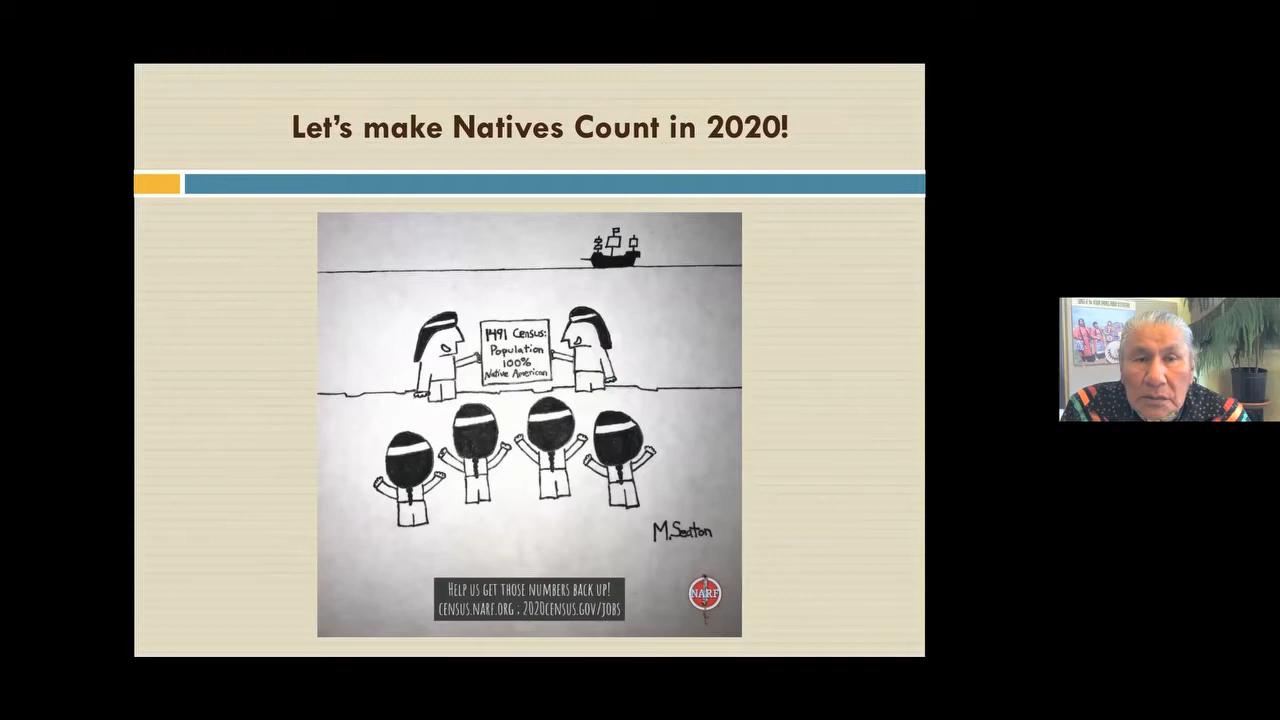 Let's make Natives Count in 2020!
1491 Census:
Population
100%
Native American
M.Seaton
HELP US GET THOSE NUMBERS BACK UP!
CENSUS.NARF.ORG ; 2020CENSUS.GOV/JOBS
NARF